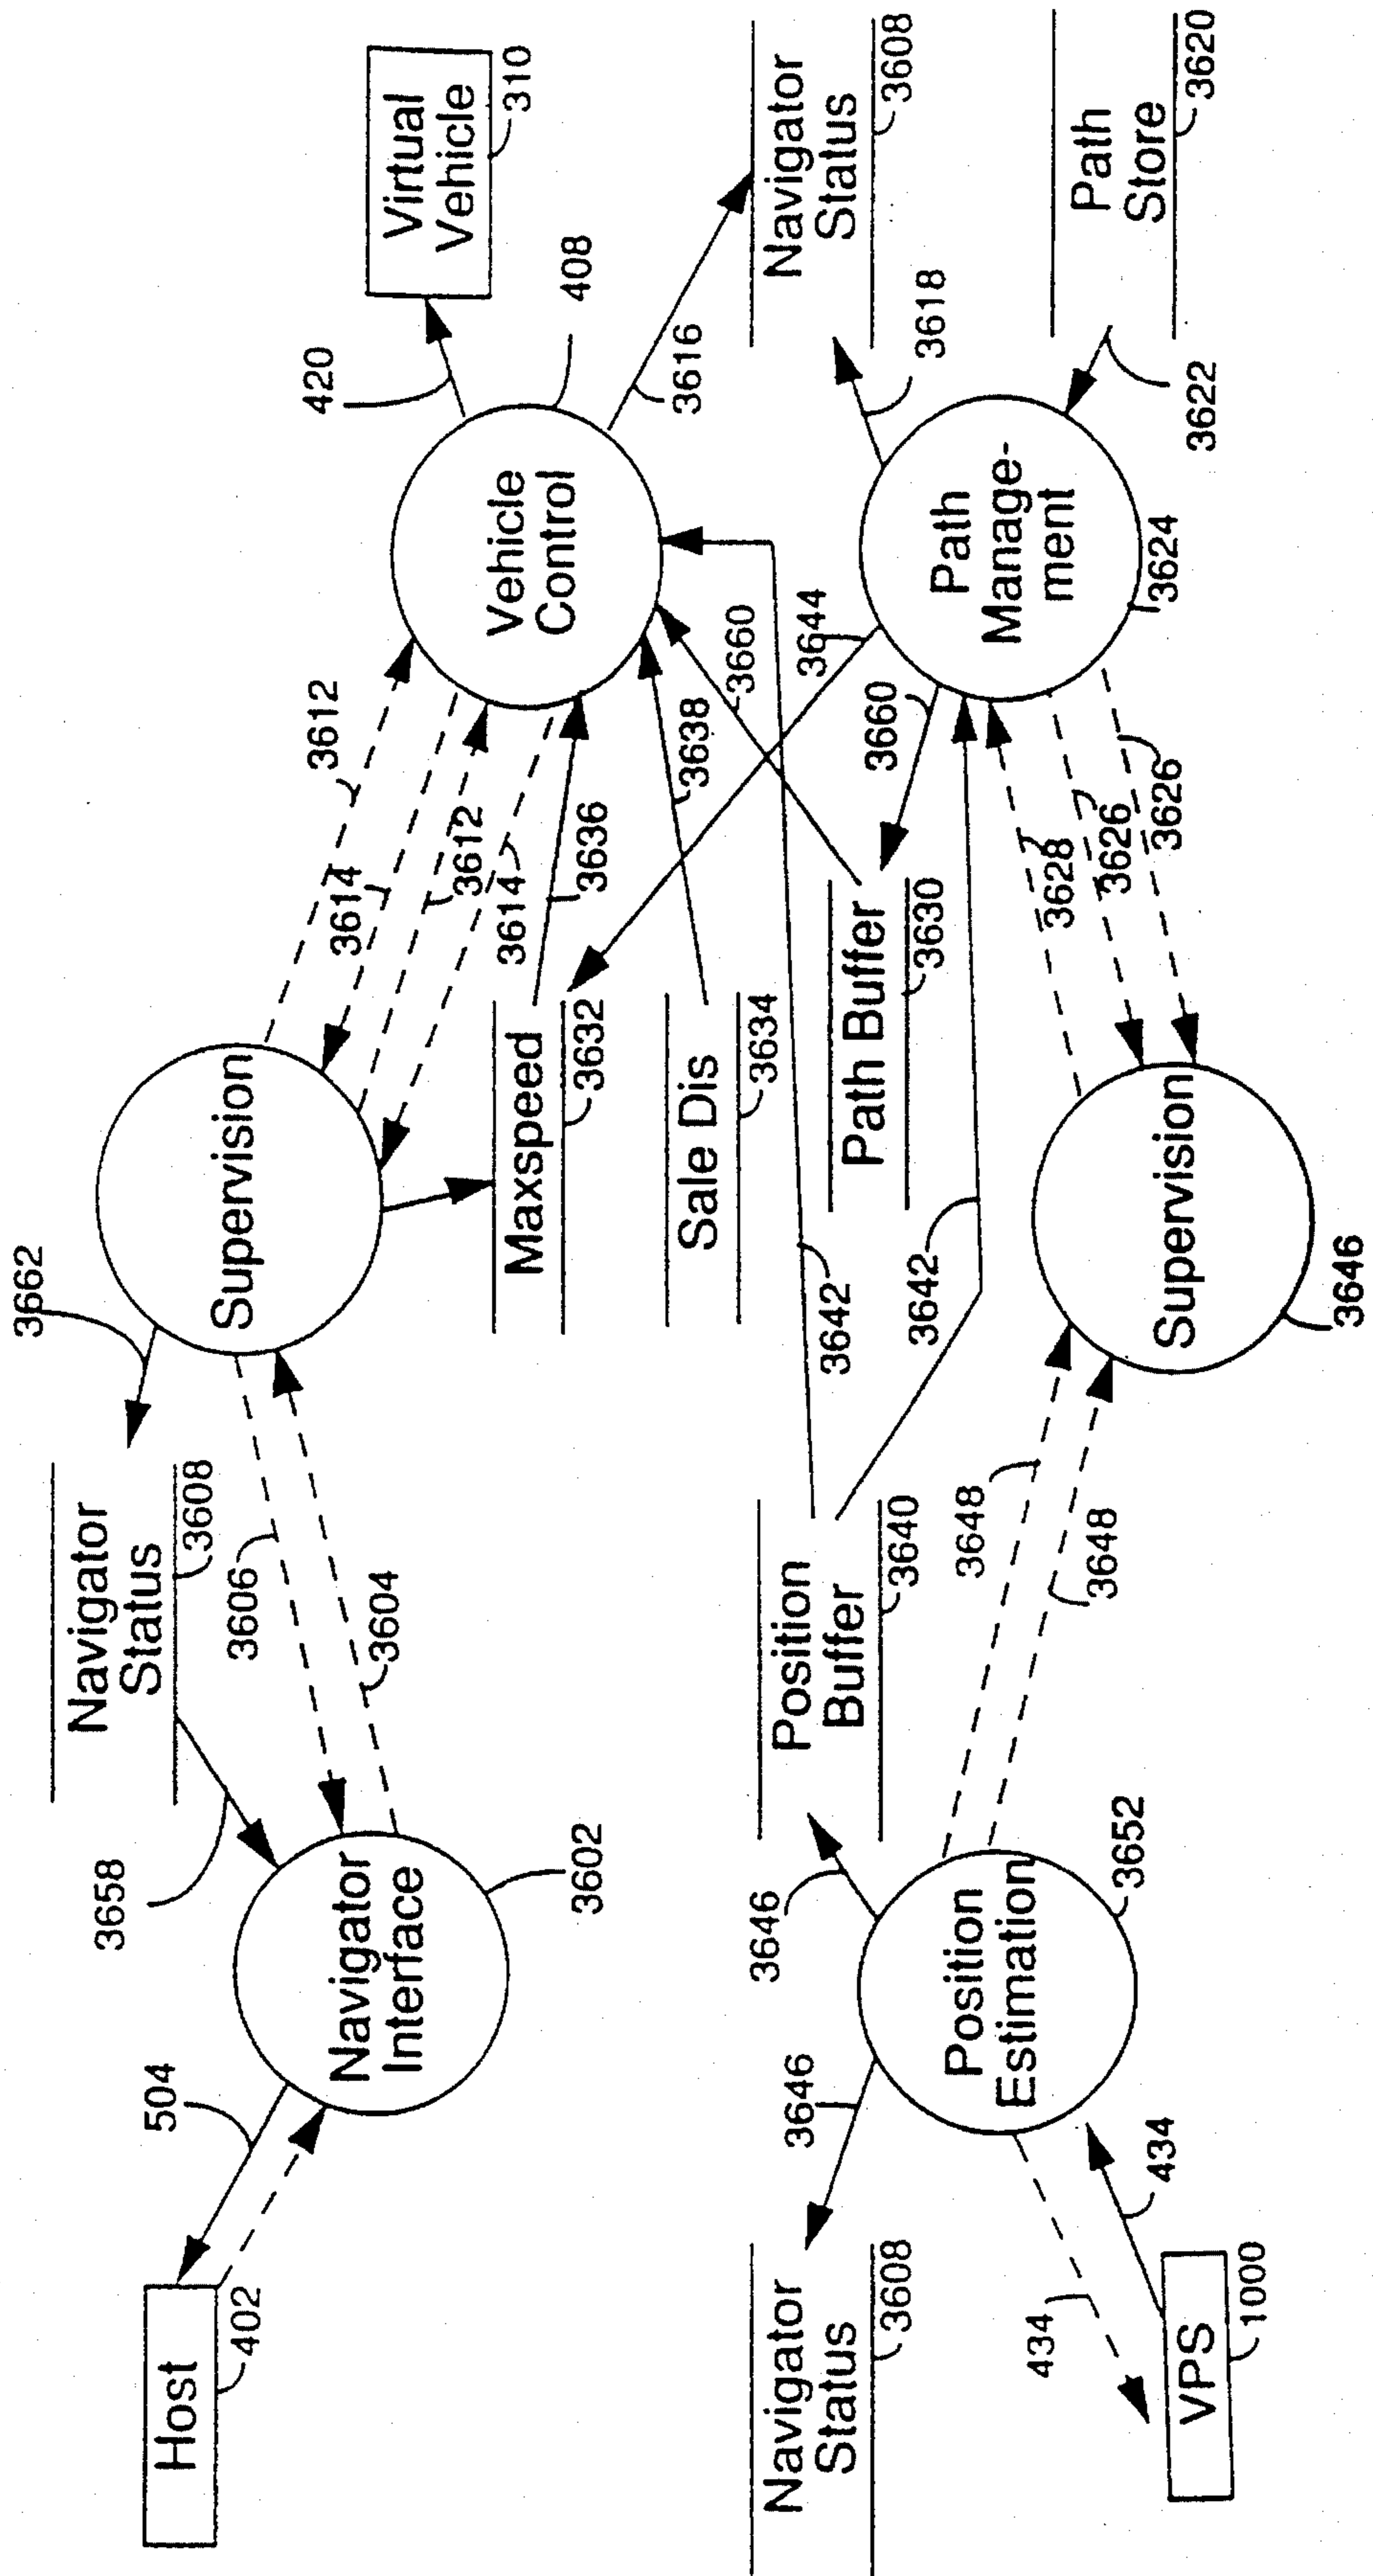 Host
402
504
Navigator
Interface
3602
3658
Navigator
Status
3608
3606
3604
3662
Supervision
3612
3614
3612
3614
Maxspeed
3632
3636
Sale Dis
3634
3638
Vehicle
Control
408
420
Virtual
Vehicle
310
3616
Navigator
Status
3608
3618
Path
Store
3620
3622
Path
Manage-
ment
3624
3644
3660
3660
Path Buffer
3630
3642
3642
3628
3626
3626
Supervision
3646
3648
3648
Position
Buffer
3640
3646
Position
Estimation
3652
3646
Navigator
Status
3608
434
434
VPS
1000